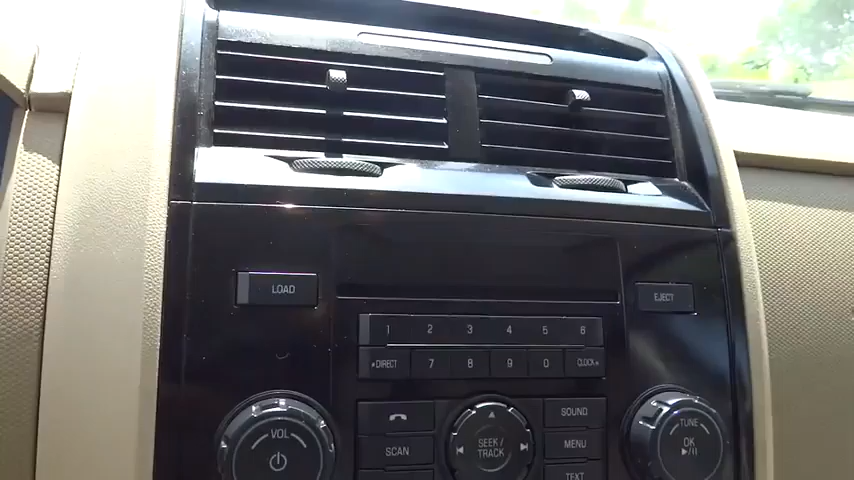 LOAD
EJECT
1 2 3 4 5 6
*DIRECT 7 8 9 0 CLOCK
SOUND
VOL
SCAN
SEEK/
TRACK
MENU
TUNE
OK
TEXT